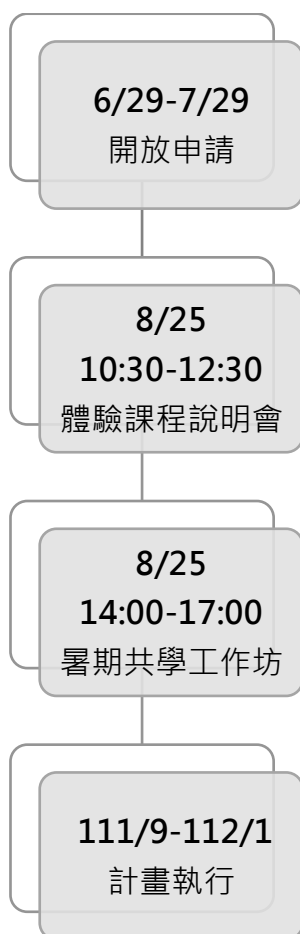 6/29-7/29
開放申請
8/25
10:30-12:30
體驗課程說明會
8/25
14:00-17:00
暑期共學工作坊
111/9-112/1
計畫執行